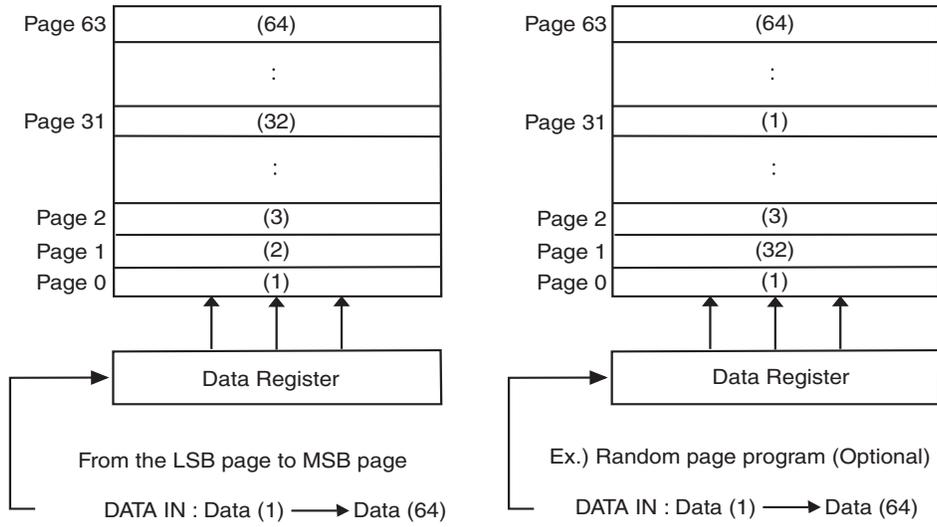 Page 63 (64)
:
Page 31 (32)
:
Page 2 (3)
Page 1 (2)
Page 0 (1)
Data Register
From the LSB page to MSB page
DATA IN : Data (1) Data (64)
Page 63 (64)
:
Page 31 (1)
:
Page 2 (3)
Page 1 (32)
Page 0 (1)
Data Register
Ex.) Random page program (Optional)
DATA IN : Data (1) Data (64)